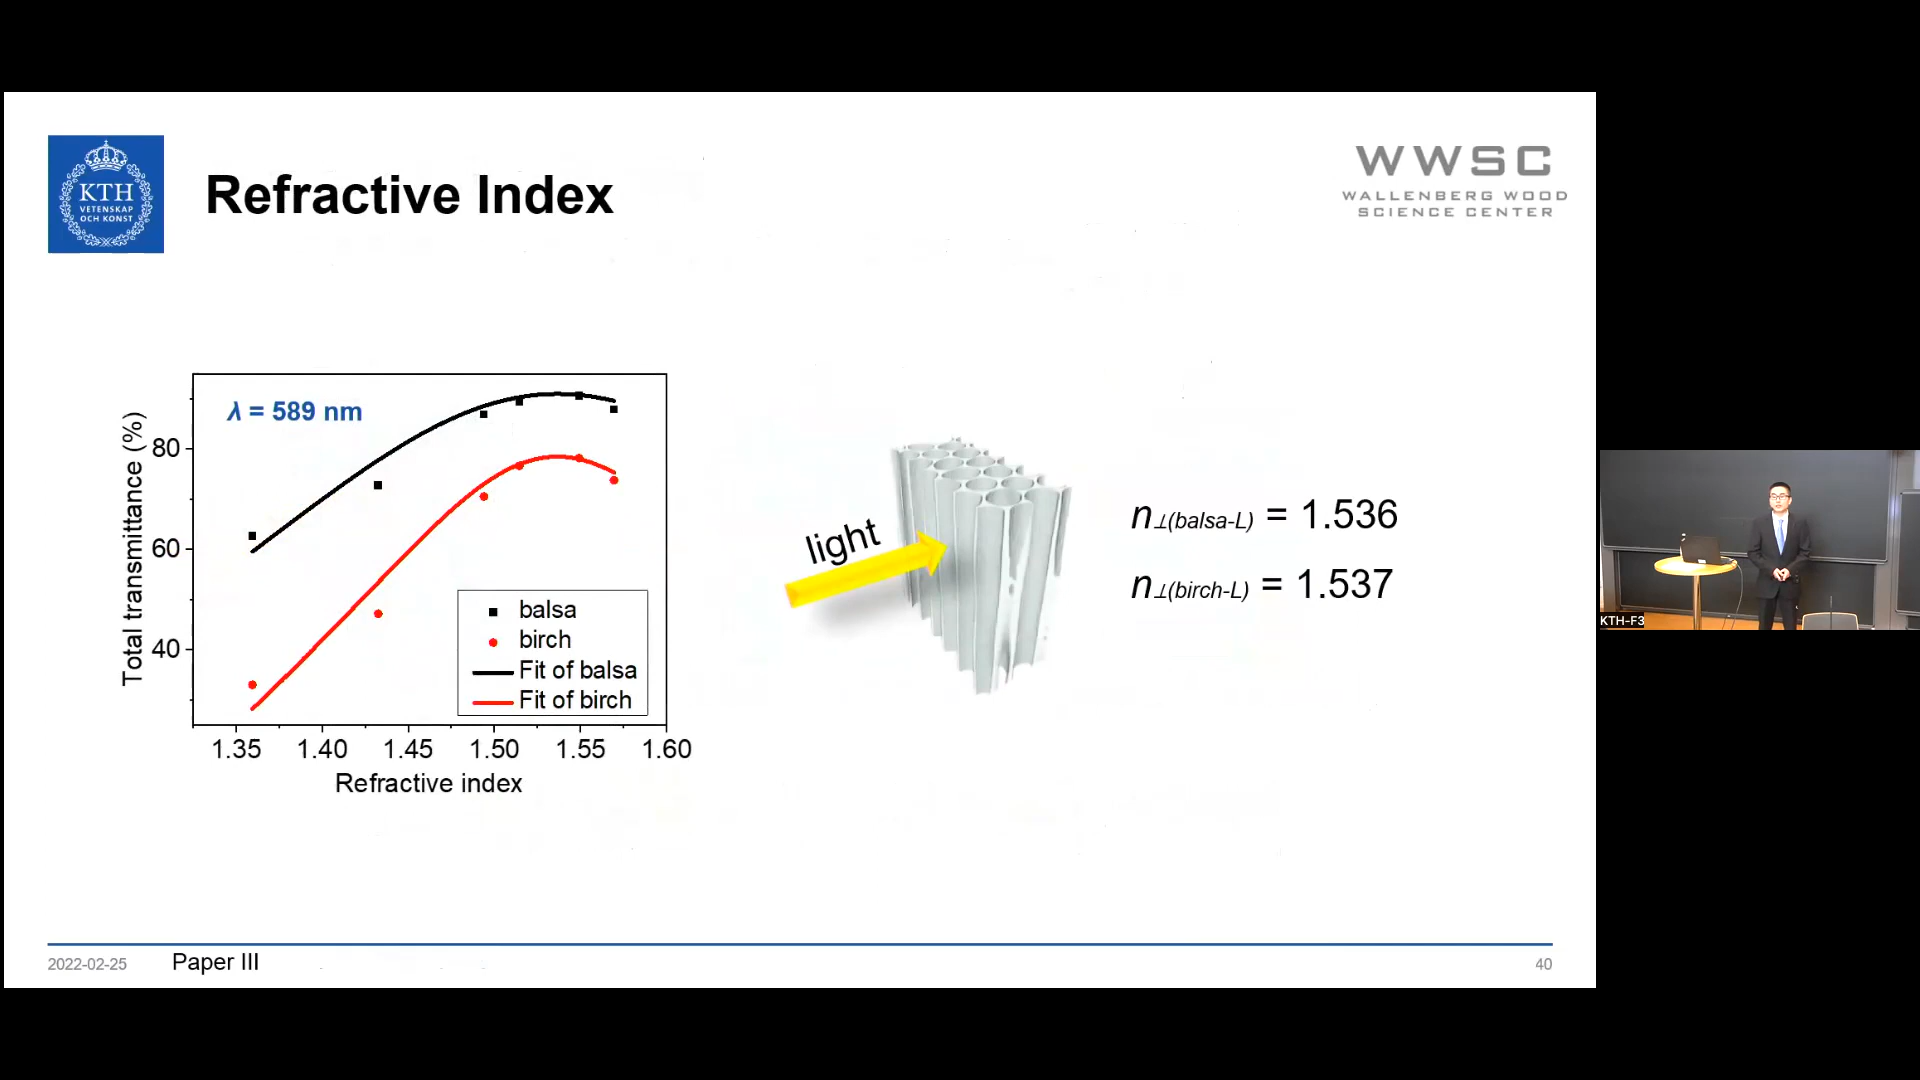 KTH
VETENSKAP
OCH KONST
Refractive Index
WWSC
WALLENBERG WOOD
SCIENCE CENTER
λ = 589 nm
Total transmittance (%)
80
60
40
balsa
birch
Fit of balsa
Fit of birch
1.35 1.40 1.45 1.50 1.55 1.60
Refractive index
light
n⊥(balsa-L) = 1.536
n⊥(birch-L) = 1.537
KTH-F3
2022-02-25 Paper III 40